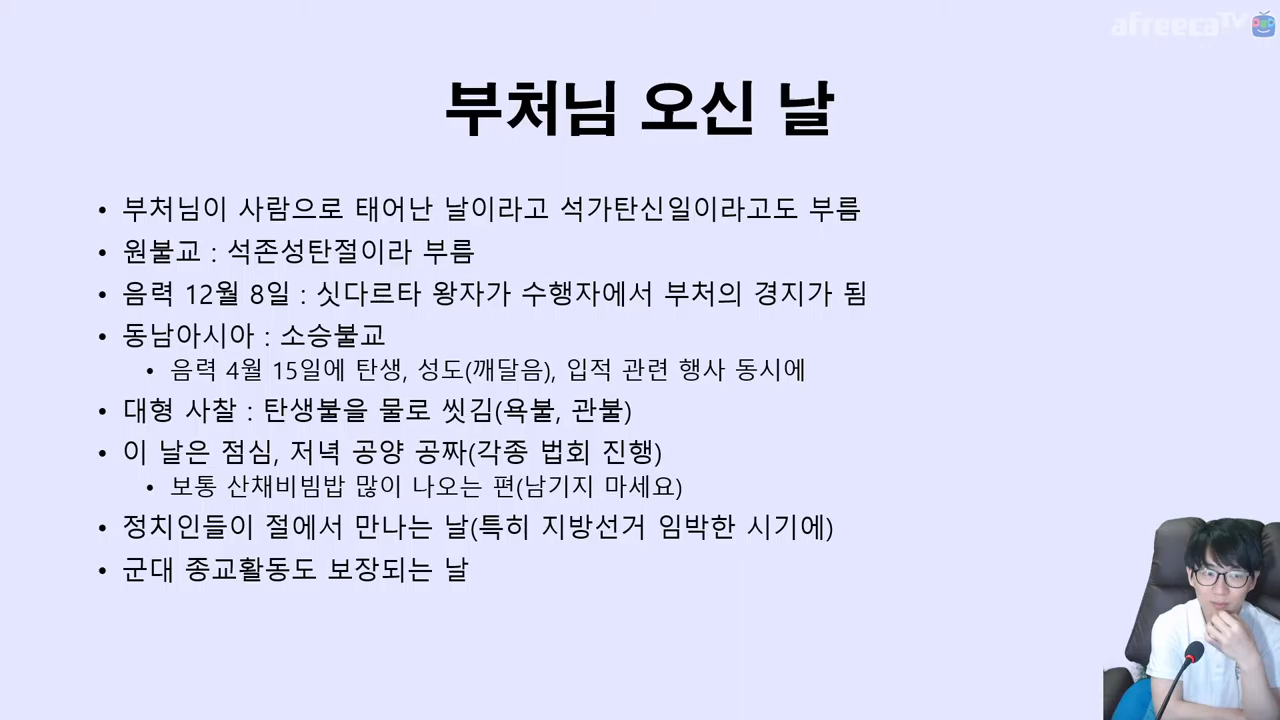 afreecaTV
부처님 오신 날
• 부처님이 사람으로 태어난 날이라고 석가탄신일이라고도 부름
• 원불교 : 석존성탄절이라 부름
• 음력 12월 8일 : 싯다르타 왕자가 수행자에서 부처의 경지가 됨
• 동남아시아 : 소승불교
• 음력 4월 15일에 탄생, 성도(깨달음), 입적 관련 행사 동시에
• 대형 사찰 : 탄생불을 물로 씻김(욕불, 관불)
• 이 날은 점심, 저녁 공양 공짜(각종 법회 진행)
• 보통 산채비빔밥 많이 나오는 편(남기지 마세요)
• 정치인들이 절에서 만나는 날(특히 지방선거 임박한 시기에)
• 군대 종교활동도 보장되는 날